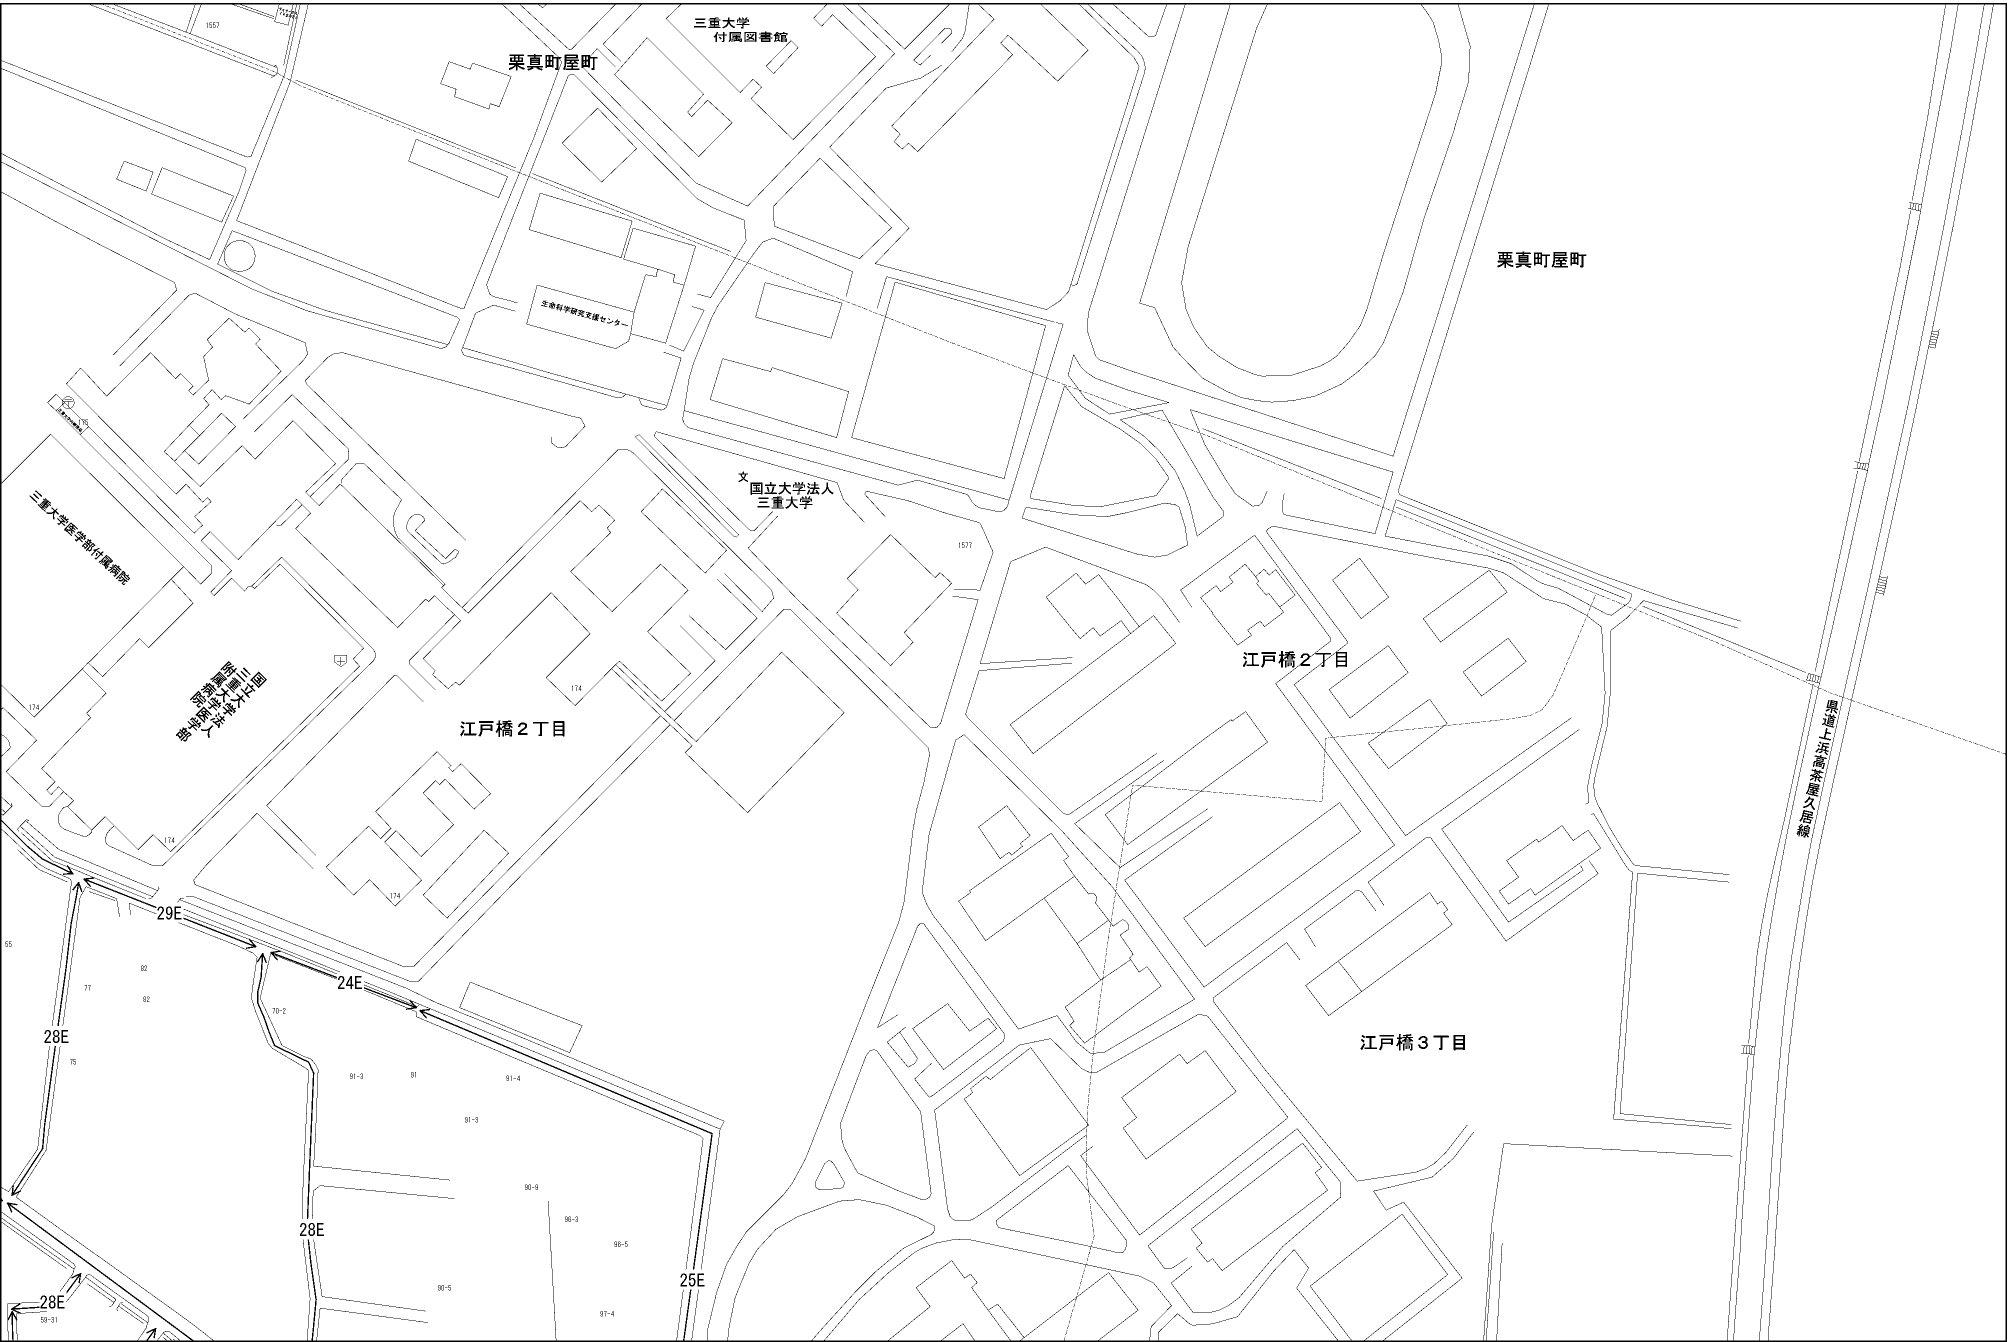 1557
三重大学
付属図書館
栗真町屋町
栗真町屋町
生命科学研究支援センター
文
国立大学法人
三重大学
1577
三重大学医学部付属病院
国立大学法人
三重大学医学部
附属病院
174
174
174
174
江戸橋２丁目
江戸橋２丁目
県道上浜高茶屋久居線
29E
24E
55
82
77
82
70-2
28E
75
91-3
91
91-4
91-3
江戸橋３丁目
90-9
28E
96-3
96-5
25E
90-5
28E
59-31
97-4